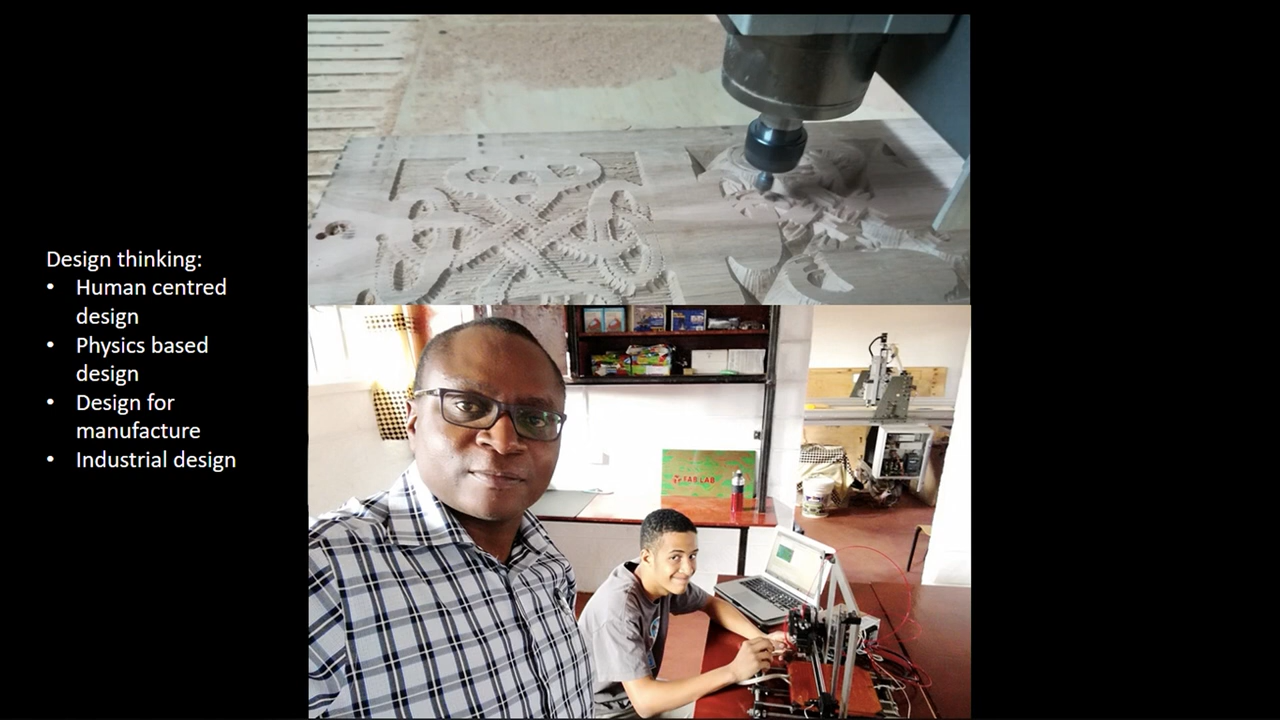 Design thinking:
• Human centred
design
• Physics based
design
• Design for
manufacture
• Industrial design
FAB LAB